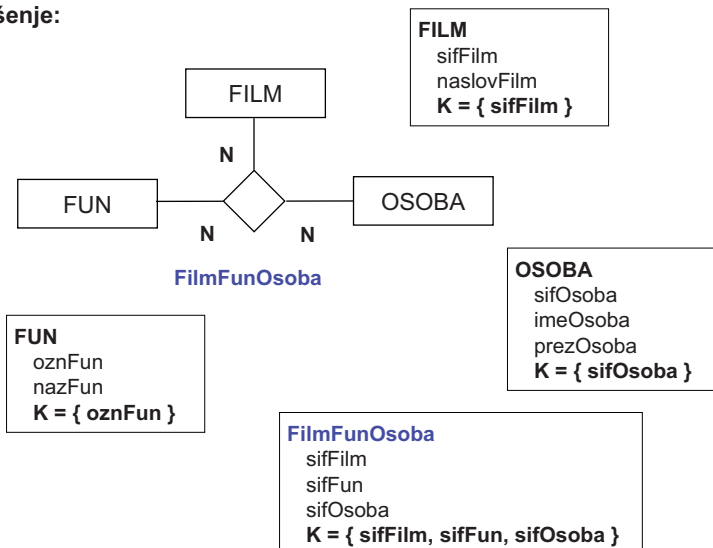 šenje:
FILM
sifFilm
naslovFilm
K = { sifFilm }
FILM
N
FUN
OSOBA
N
N
FilmFunOsoba
OSOBA
sifOsoba
imeOsoba
prezOsoba
K = { sifOsoba }
FUN
oznFun
nazFun
K = { oznFun }
FilmFunOsoba
sifFilm
sifFun
sifOsoba
K = { sifFilm, sifFun, sifOsoba }